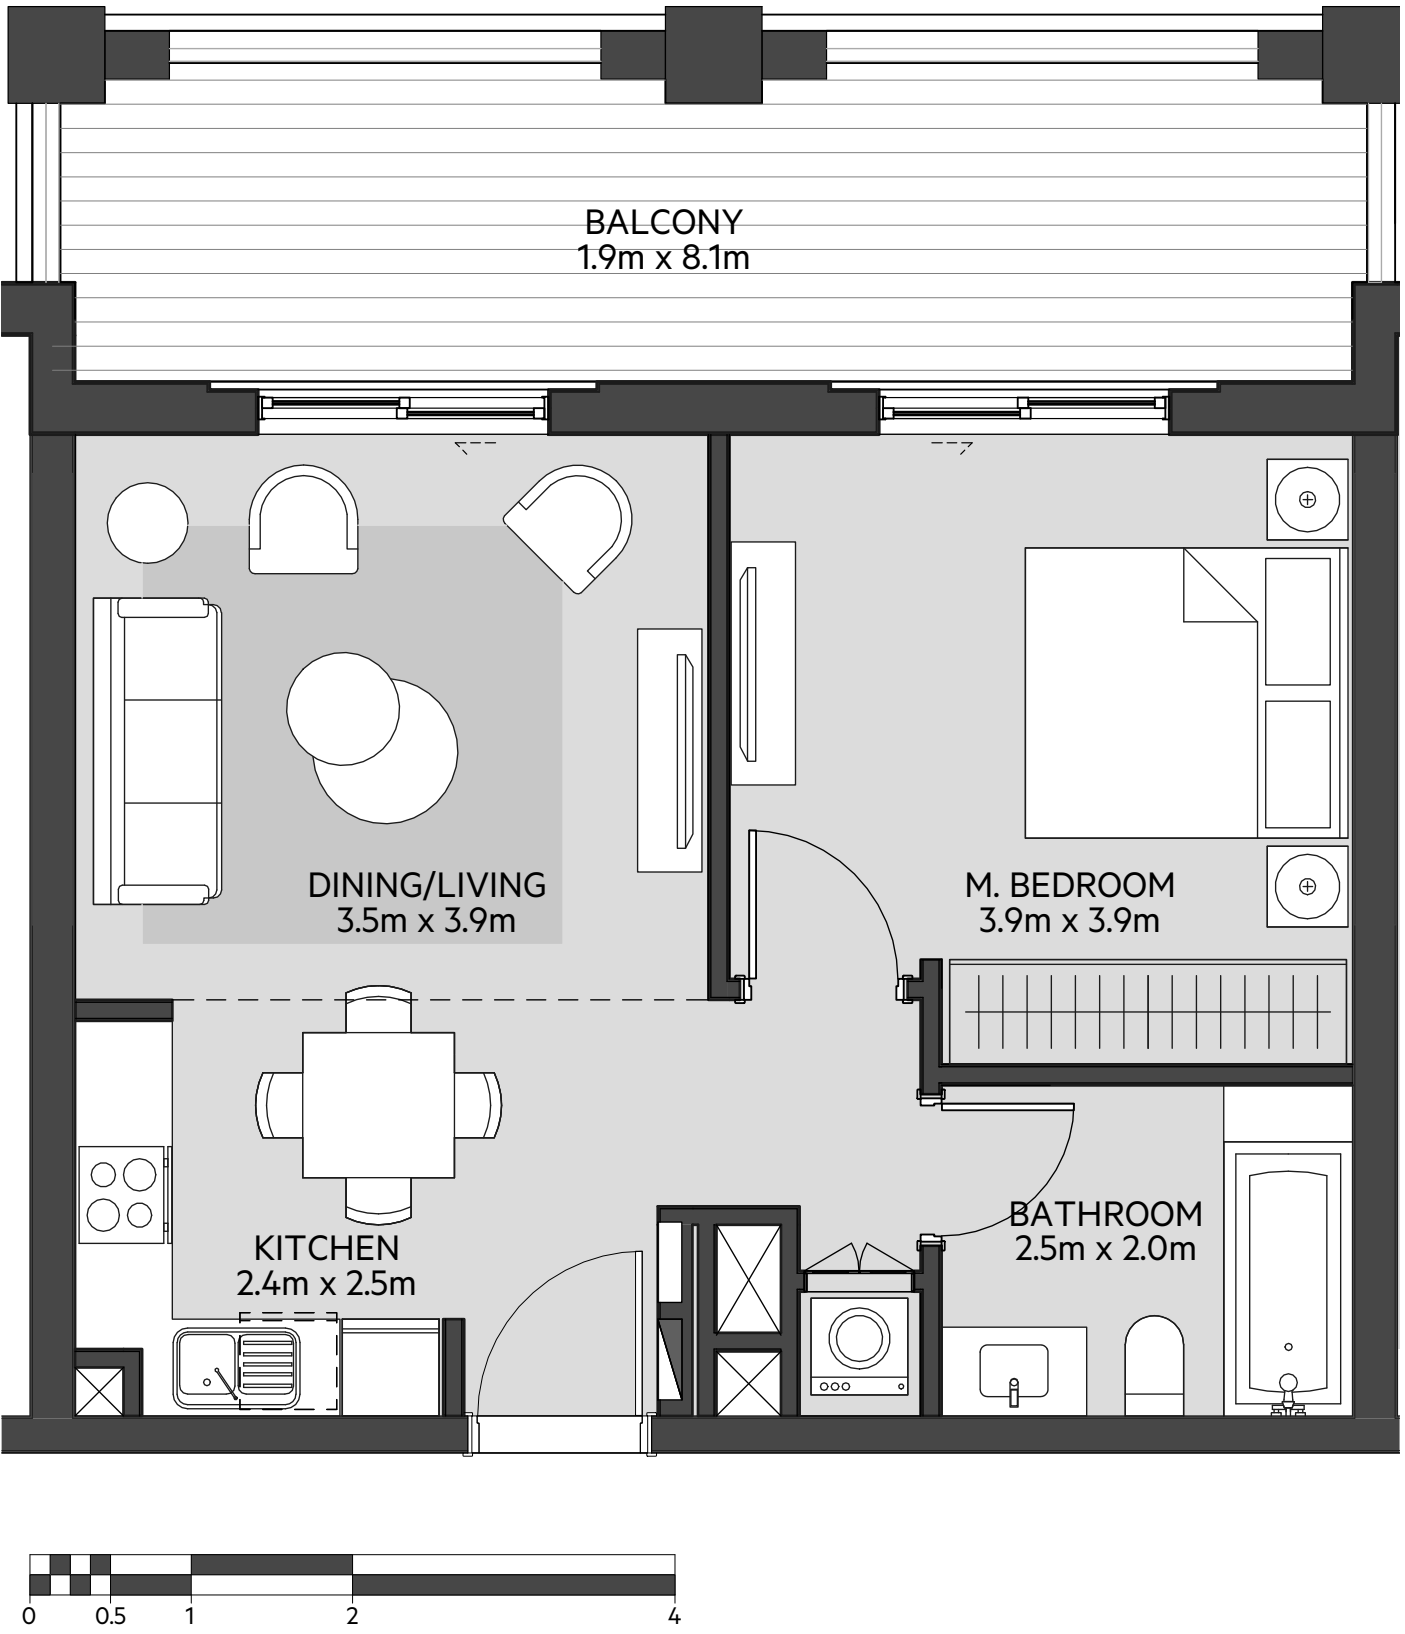 BALCONY
1.9m x 8.1m
DINING/LIVING
3.5m x 3.9m
M. BEDROOM
3.9m x 3.9m
KITCHEN
2.4m x 2.5m
BATHROOM
2.5m x 2.0m
0 0.5 1 2 4